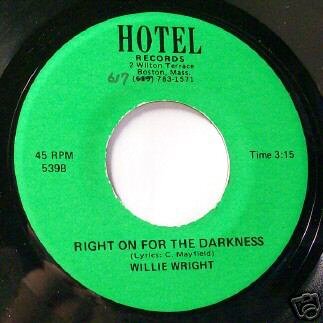 HOTEL
RECORDS
2 Wilton Terrace
Boston, Mass.
617
(617) 783-1571
45 RPM
Time 3:15
539B
RIGHT ON FOR THE DARKNESS
(Lyrics: C. Mayfield)
WILLIE WRIGHT